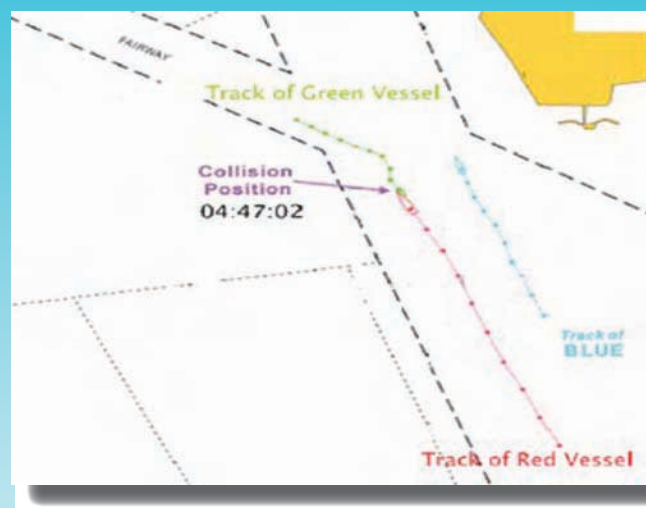 FAIRWAY
Track of Green Vessel
Collision
Position
04:47:02
Track of
BLUE
Track of Red Vessel